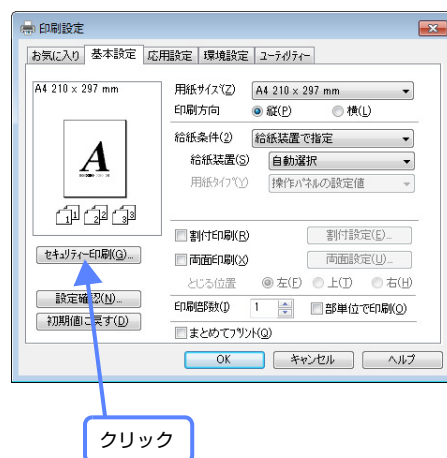 印刷設定
お気に入り 基本設定 応用設定 環境設定 ユーティリティー
A4 210 x 297 mm
A
1 1 2 2 3 3
セキュリティー印刷(G)...
設定確認(N)...
初期値に戻す(D)
用紙サイズ(Z) A4 210 x 297 mm
印刷方向 縦(P) 横(L)
給紙条件(2) 給紙装置で指定
給紙装置(S) 自動選択
用紙タイプ(Y) 操作パネルの設定値
割付印刷(R) 割付設定(E)...
両面印刷(X) 両面設定(U)...
とじる位置 左(F) 上(T) 右(H)
印刷部数(I) 1 部単位で印刷(O)
まとめてプリント(Q)
OK キャンセル ヘルプ
クリック